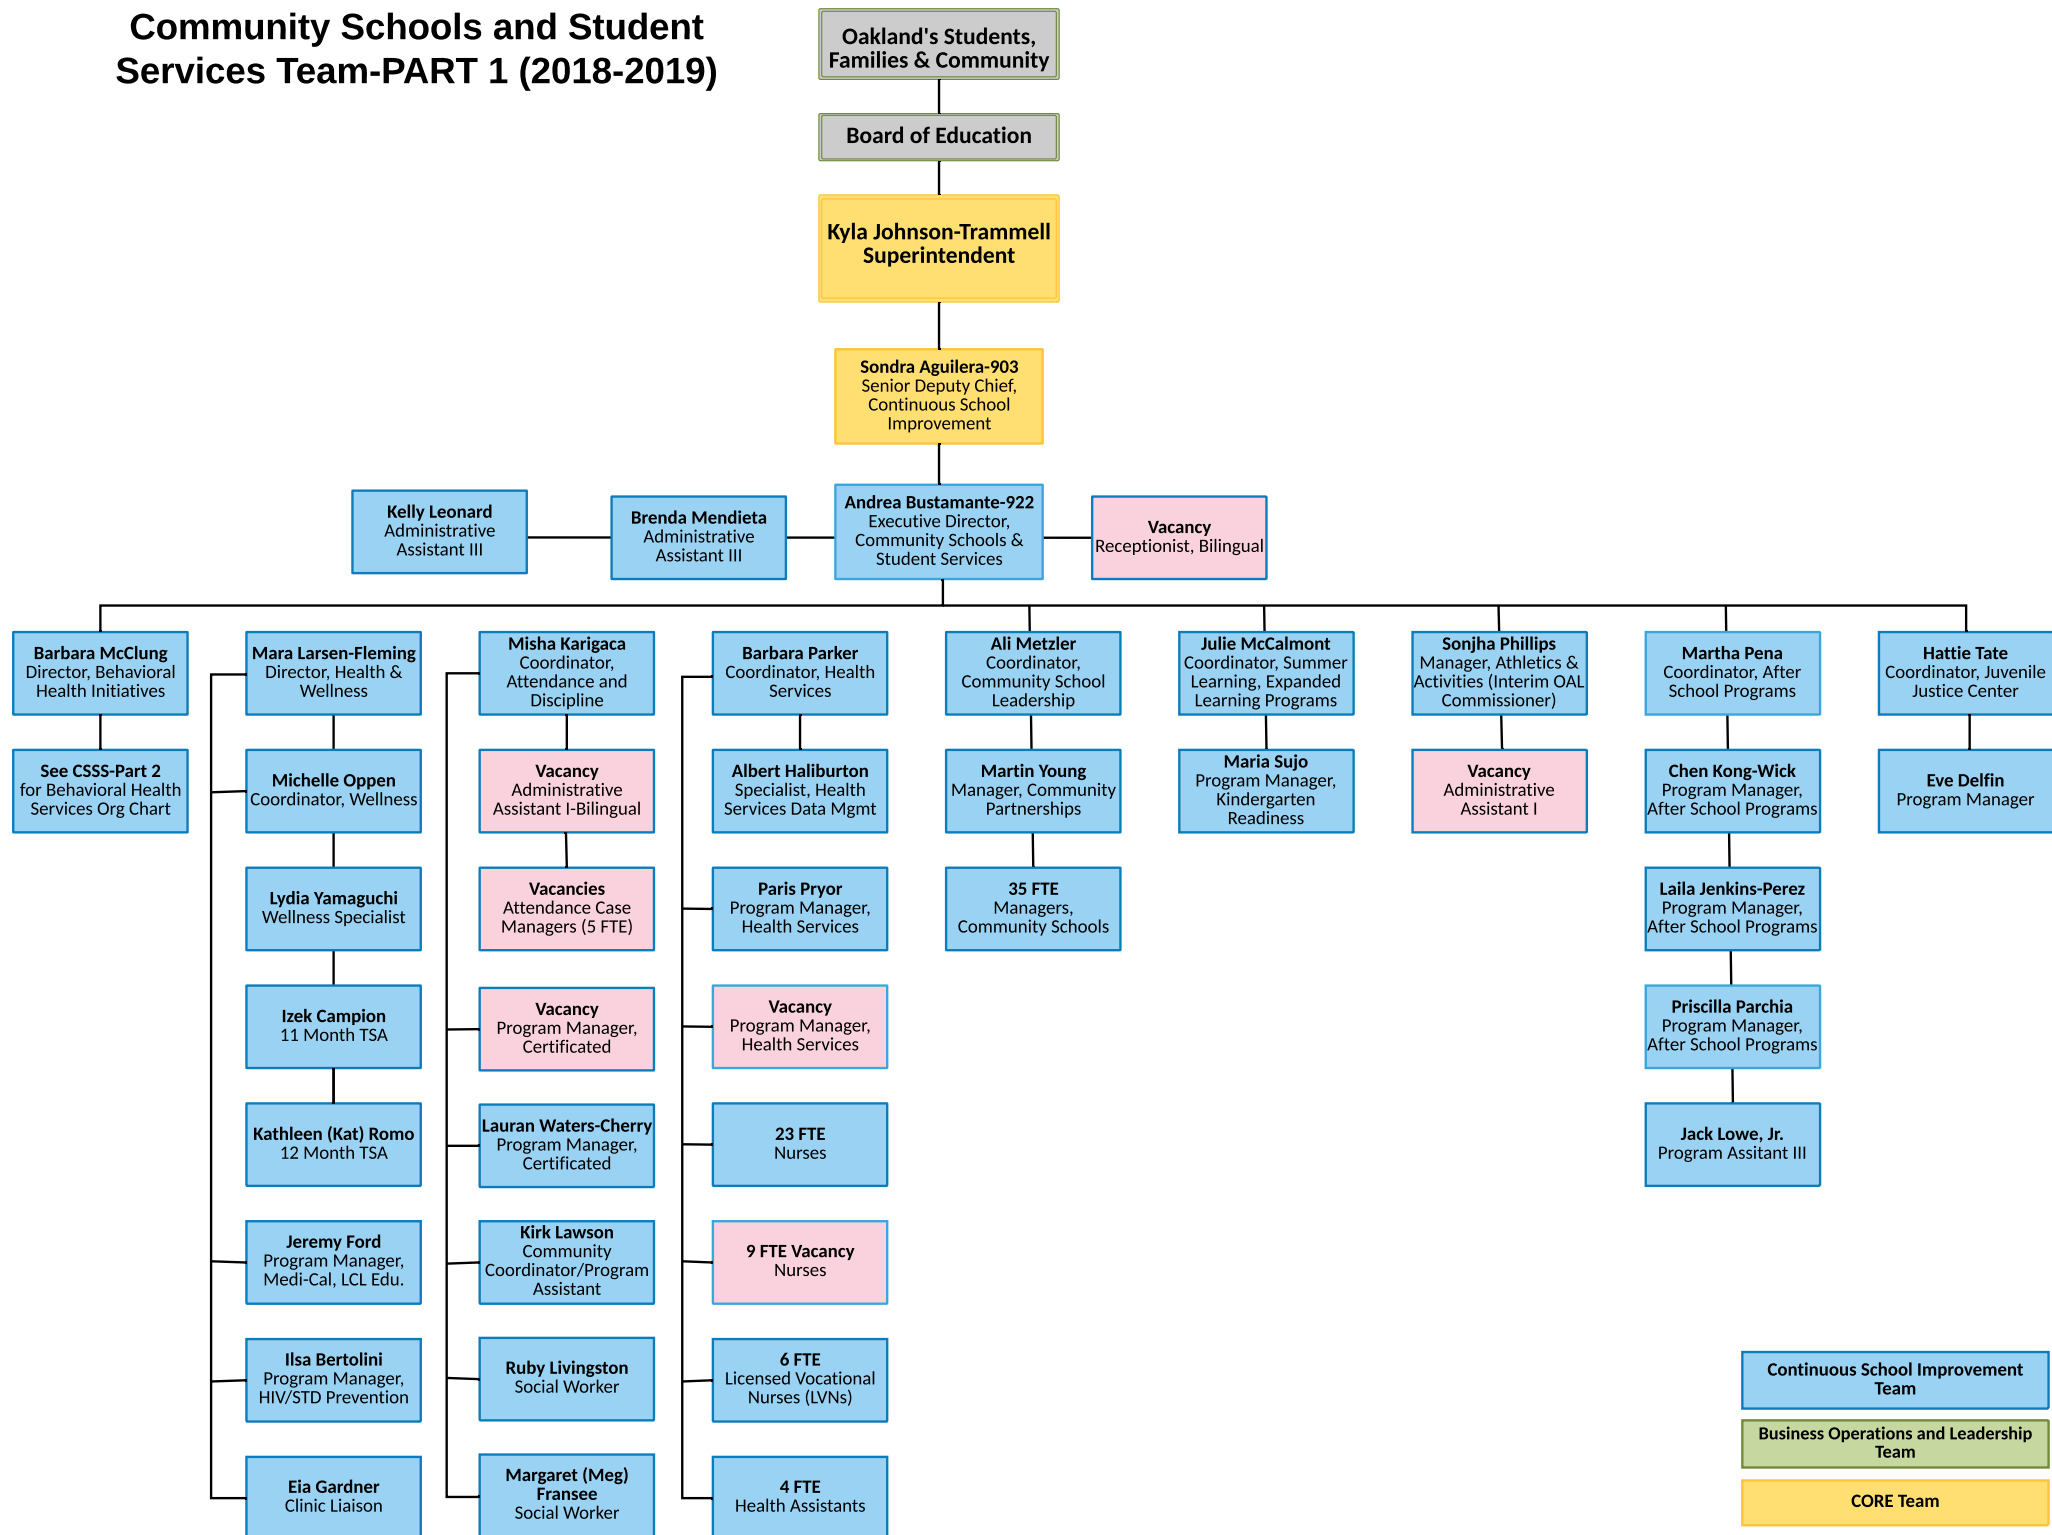 Community Schools and Student
Services Team-PART 1 (2018-2019)
Oakland's Students,
Families & Community
Board of Education
Kyla Johnson-Trammell
Superintendent
Sondra Aguilera-903
Senior Deputy Chief,
Continuous School
Improvement
Kelly Leonard
Administrative
Assistant III
Brenda Mendieta
Administrative
Assistant III
Andrea Bustamante-922
Executive Director,
Community Schools &
Student Services
Vacancy
Receptionist, Bilingual
Barbara McClung
Director, Behavioral
Health Initiatives
See CSSS-Part 2
for Behavioral Health
Services Org Chart
Mara Larsen-Fleming
Director, Health &
Wellness
Michelle Oppen
Coordinator, Wellness
Lydia Yamaguchi
Wellness Specialist
Izek Campion
11 Month TSA
Kathleen (Kat) Romo
12 Month TSA
Jeremy Ford
Program Manager,
Medi-Cal, LCL Edu.
Ilsa Bertolini
Program Manager,
HIV/STD Prevention
Eia Gardner
Clinic Liaison
Misha Karigaca
Coordinator,
Attendance and
Discipline
Vacancy
Administrative
Assistant I-Bilingual
Vacancies
Attendance Case
Managers (5 FTE)
Vacancy
Program Manager,
Certificated
Lauran Waters-Cherry
Program Manager,
Certificated
Kirk Lawson
Community
Coordinator/Program
Assistant
Ruby Livingston
Social Worker
Margaret (Meg)
Fransee
Social Worker
Barbara Parker
Coordinator, Health
Services
Albert Haliburton
Specialist, Health
Services Data Mgmt
Paris Pryor
Program Manager,
Health Services
Vacancy
Program Manager,
Health Services
23 FTE
Nurses
9 FTE Vacancy
Nurses
6 FTE
Licensed Vocational
Nurses (LVNs)
4 FTE
Health Assistants
Ali Metzler
Coordinator,
Community School
Leadership
Martin Young
Manager, Community
Partnerships
35 FTE
Managers,
Community Schools
Julie McCalmont
Coordinator, Summer
Learning, Expanded
Learning Programs
Maria Sujo
Program Manager,
Kindergarten
Readiness
Sonjha Phillips
Manager, Athletics &
Activities (Interim OAL
Commissioner)
Vacancy
Administrative
Assistant I
Martha Pena
Coordinator, After
School Programs
Chen Kong-Wick
Program Manager,
After School Programs
Laila Jenkins-Perez
Program Manager,
After School Programs
Priscilla Parchia
Program Manager,
After School Programs
Jack Lowe, Jr.
Program Assitant III
Hattie Tate
Coordinator, Juvenile
Justice Center
Eve Delfin
Program Manager
Continuous School Improvement
Team
Business Operations and Leadership
Team
CORE Team